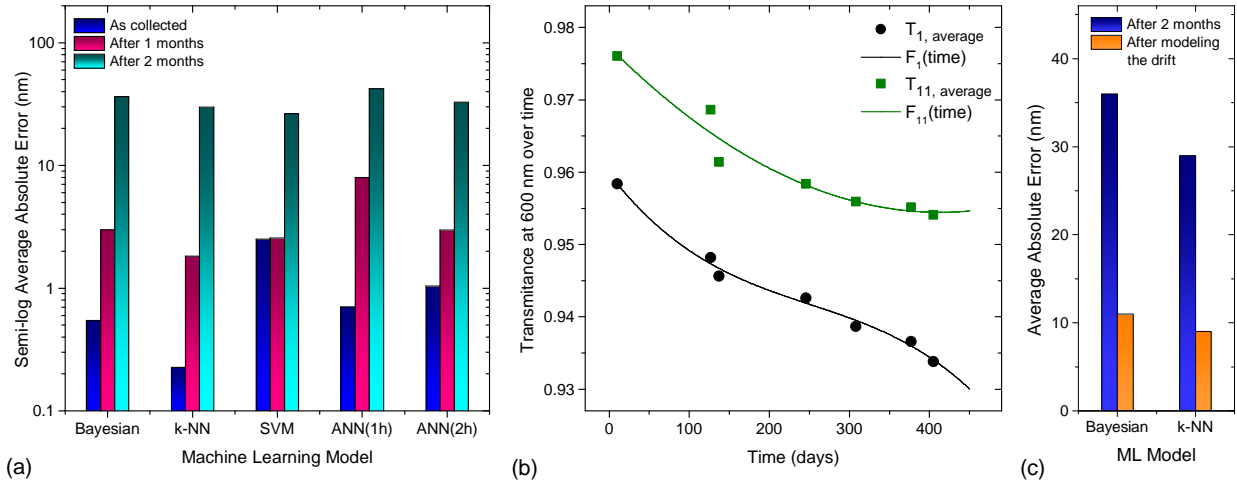 As collected
After 1 months
After 2 months
100
10
1
0.1
Semi-log Average Absolute Error (nm)
Bayesian k-NN SVM ANN(1h) ANN(2h)
Machine Learning Model
(a)
T1, average
F1(time)
T11, average
F11(time)
0.98
0.97
0.96
0.95
0.94
0.93
Transmitance at 600 nm over time
0 100 200 300 400
Time (days)
(b)
After 2 months
After modeling
the drift
40
30
20
10
0
Average Absolute Error (nm)
Bayesian k-NN
ML Model
(c)